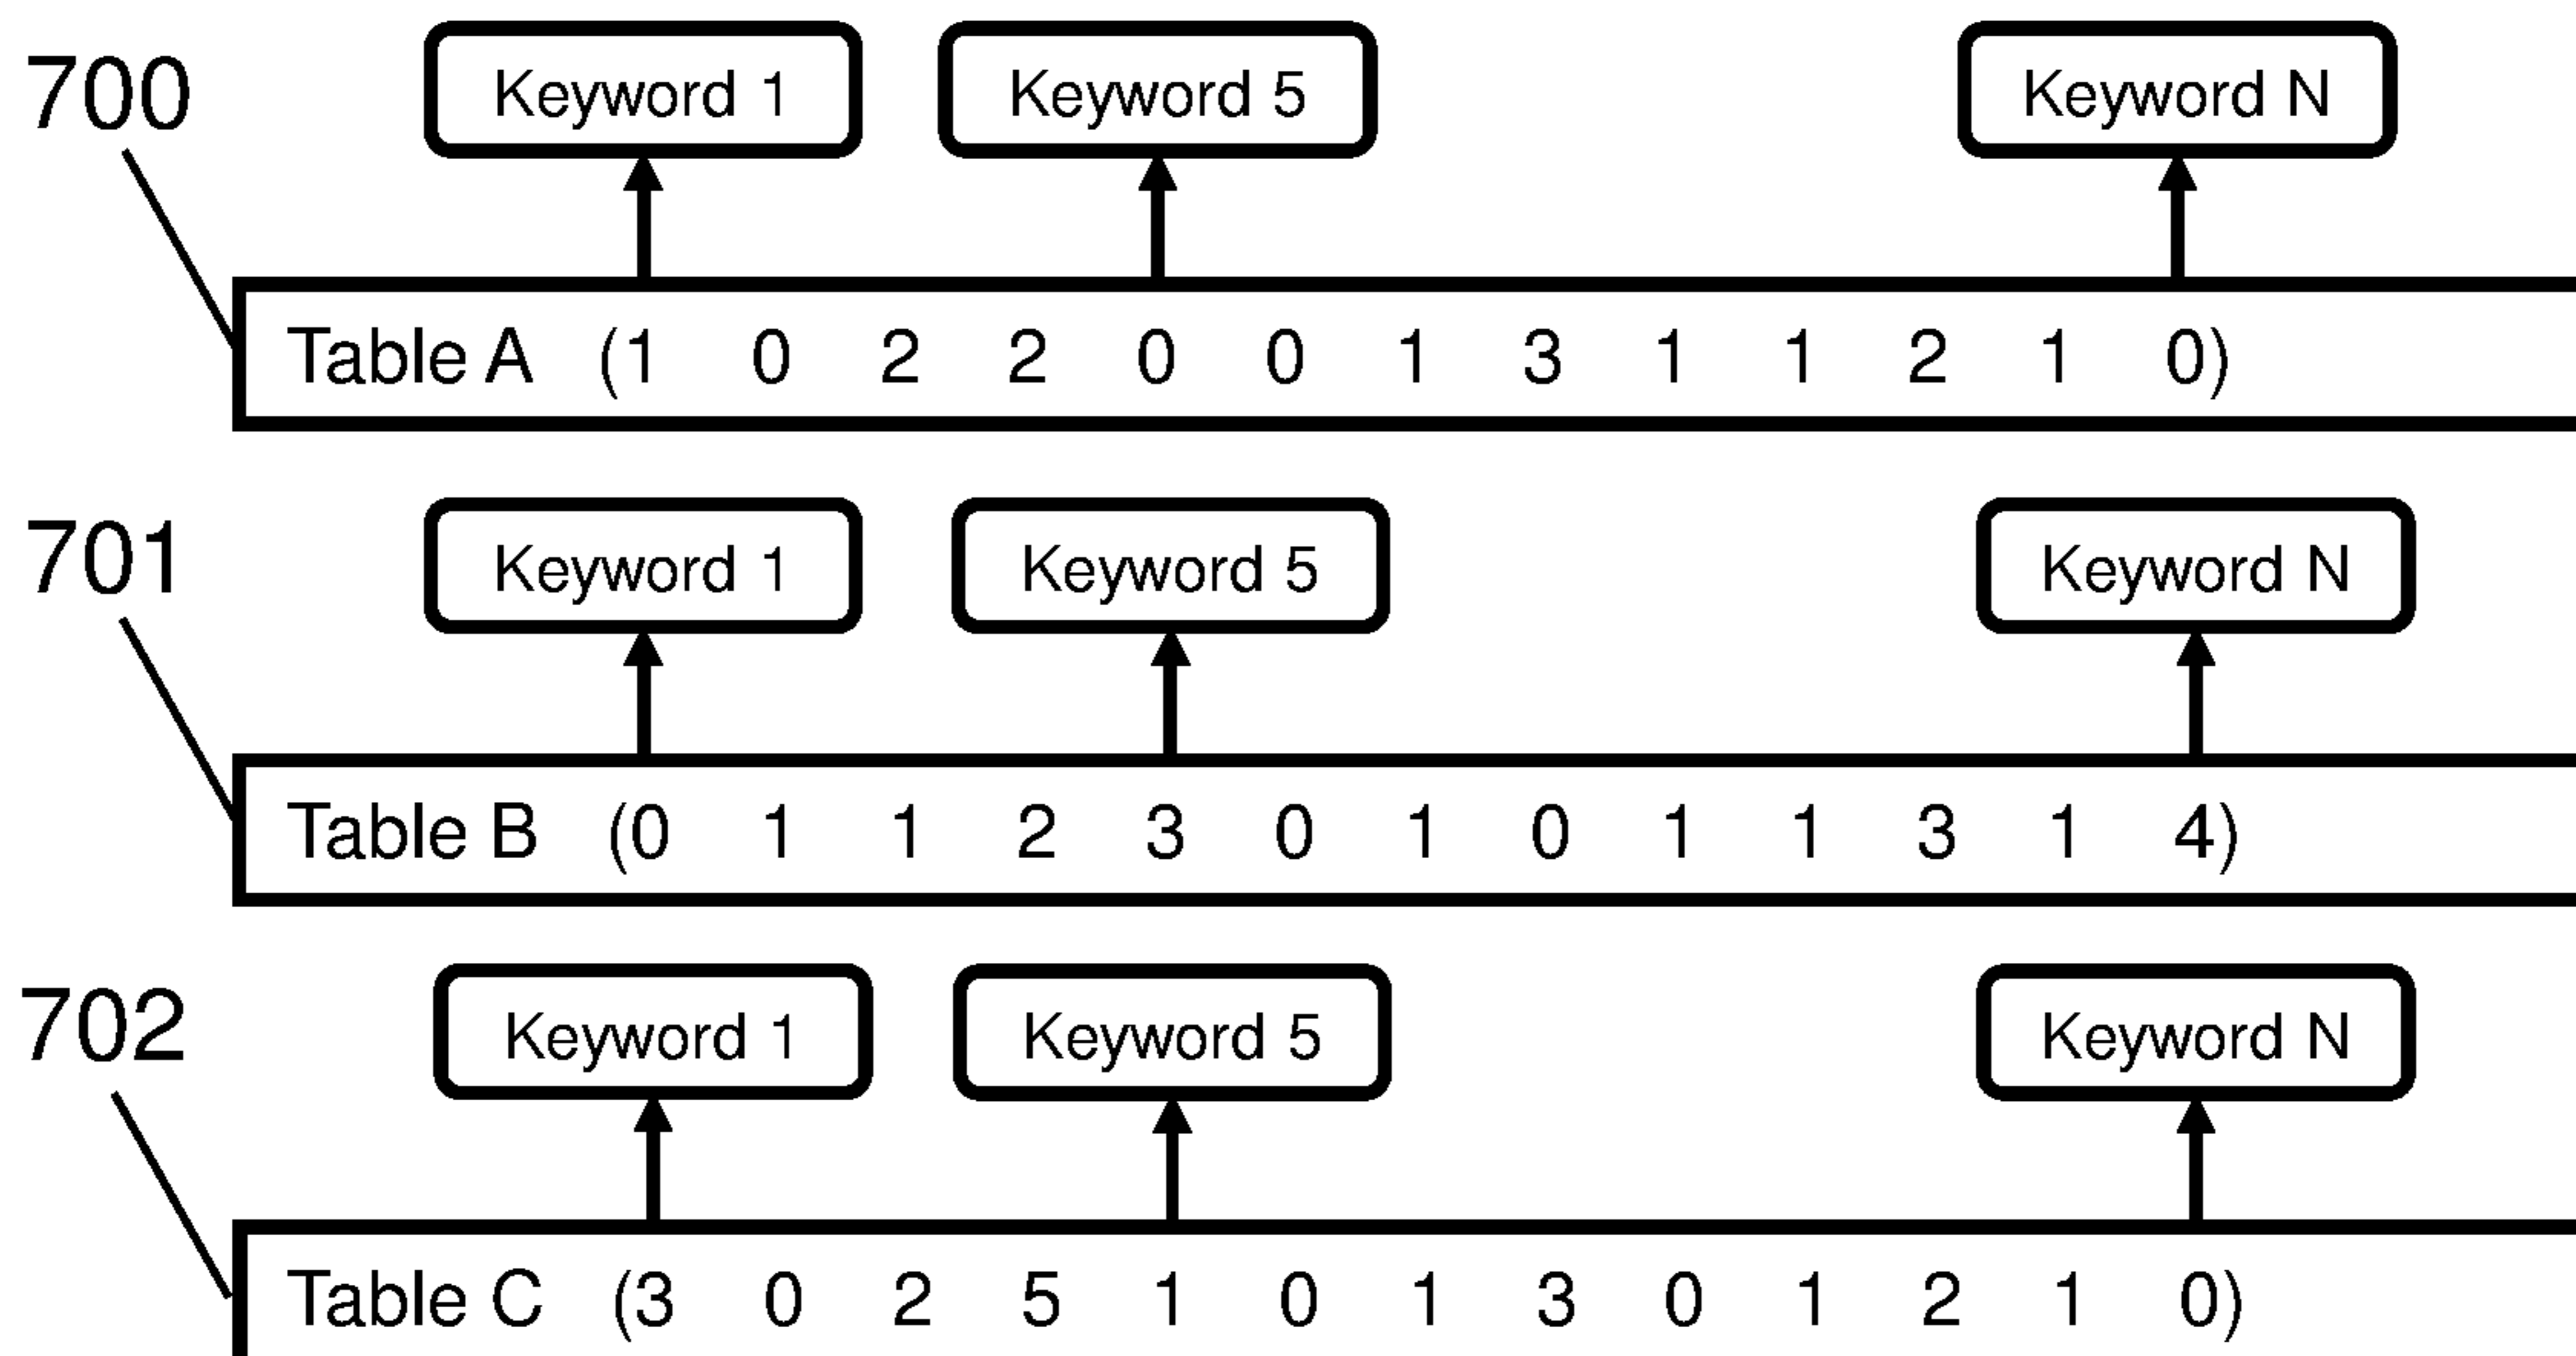 700 Keyword 1 Keyword 5 Keyword N
Table A (1 0 2 2 0 0 1 3 1 1 2 1 0)
701 Keyword 1 Keyword 5 Keyword N
Table B (0 1 1 2 3 0 1 0 1 1 3 1 4)
702 Keyword 1 Keyword 5 Keyword N
Table C (3 0 2 5 1 0 1 3 0 1 2 1 0)